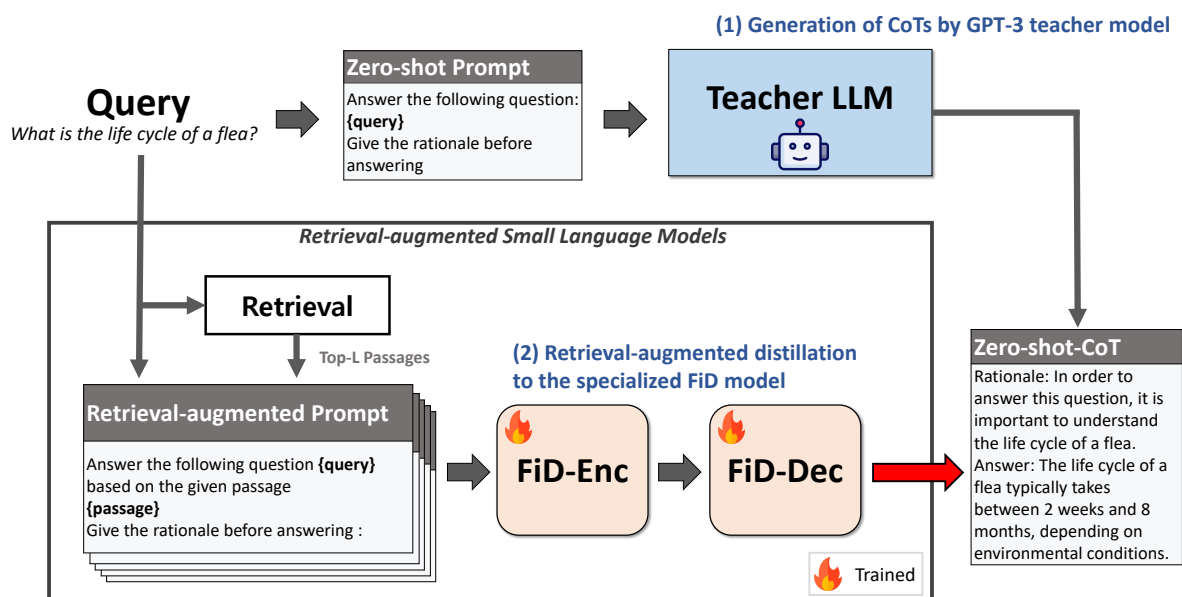 (1) Generation of CoTs by GPT-3 teacher model
Query
What is the life cycle of a flea?
Zero-shot Prompt
Answer the following question:
{query}
Give the rationale before
answering
Teacher LLM
Retrieval-augmented Small Language Models
Retrieval
Top-L Passages
(2) Retrieval-augmented distillation
to the specialized FiD model
Retrieval-augmented Prompt
Answer the following question {query}
based on the given passage
{passage}
Give the rationale before answering :
FiD-Enc
FiD-Dec
Trained
Zero-shot-CoT
Rationale: In order to
answer this question, it is
important to understand
the life cycle of a flea.
Answer: The life cycle of a
flea typically takes
between 2 weeks and 8
months, depending on
environmental conditions.